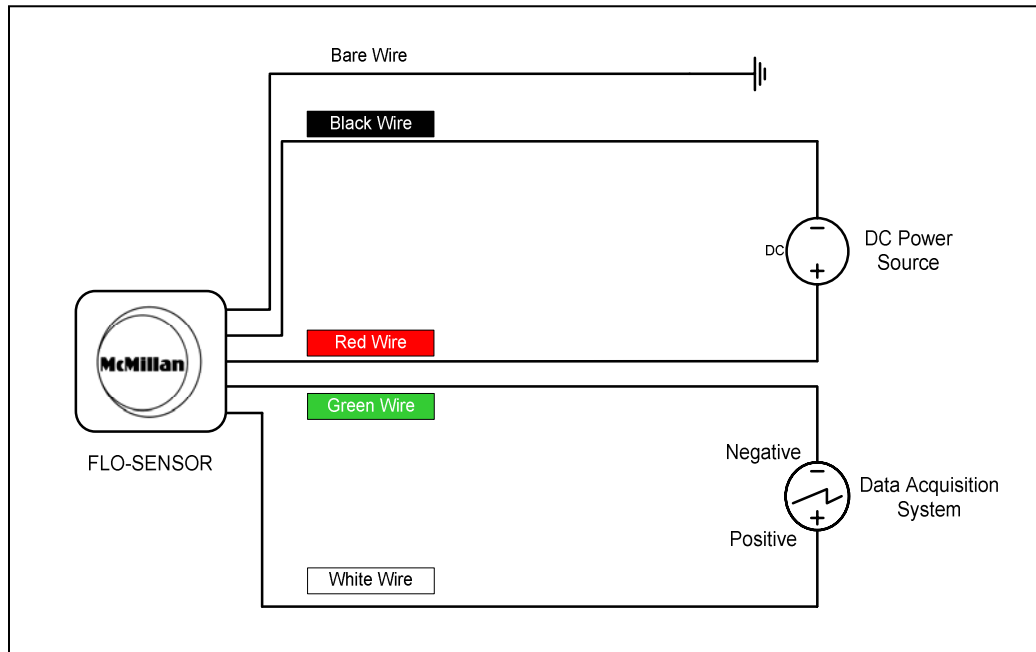 Bare Wire
Black Wire
−
DC
+
DC Power
Source
Red Wire
McMillan
Green Wire
FLO-SENSOR
Negative
−
+
Positive
Data Acquisition
System
White Wire